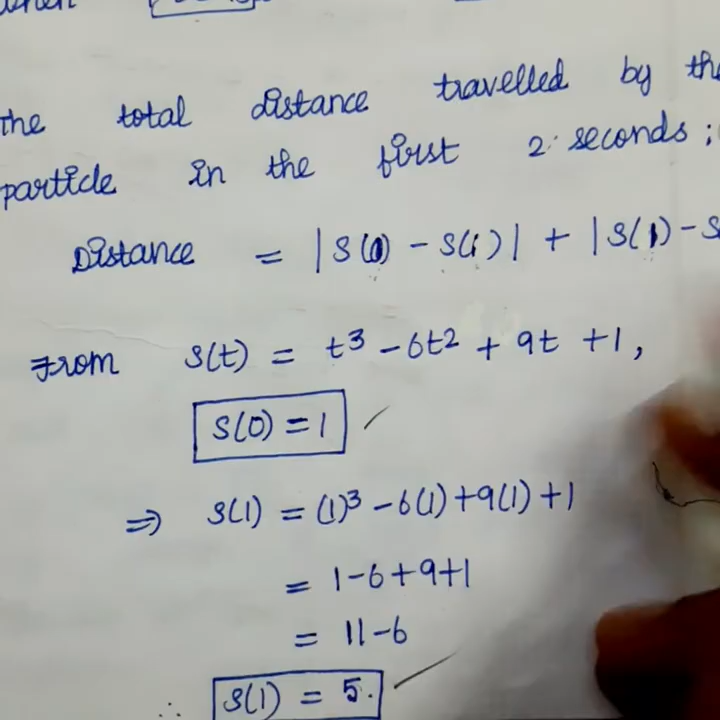 the total distance travelled by the
particle in the first 2 seconds ;
Distance = |S(0) - S(1)| + |S(1) - S
From S(t) = t³ - 6t² + 9t + 1,
S(0) = 1
⇒ S(1) = (1)³ - 6(1) + 9(1) + 1
= 1 - 6 + 9 + 1
= 11 - 6
∴ S(1) = 5.